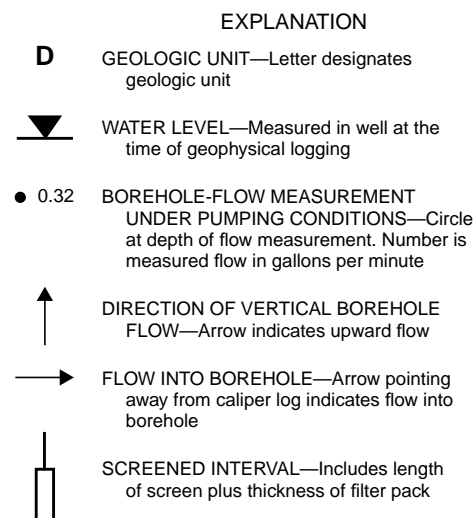 EXPLANATION
D GEOLOGIC UNIT—Letter designates
geologic unit
WATER LEVEL—Measured in well at the
time of geophysical logging
0.32 BOREHOLE-FLOW MEASUREMENT
UNDER PUMPING CONDITIONS—Circle
at depth of flow measurement. Number is
measured flow in gallons per minute
DIRECTION OF VERTICAL BOREHOLE
FLOW—Arrow indicates upward flow
FLOW INTO BOREHOLE—Arrow pointing
away from caliper log indicates flow into
borehole
SCREENED INTERVAL—Includes length
of screen plus thickness of filter pack